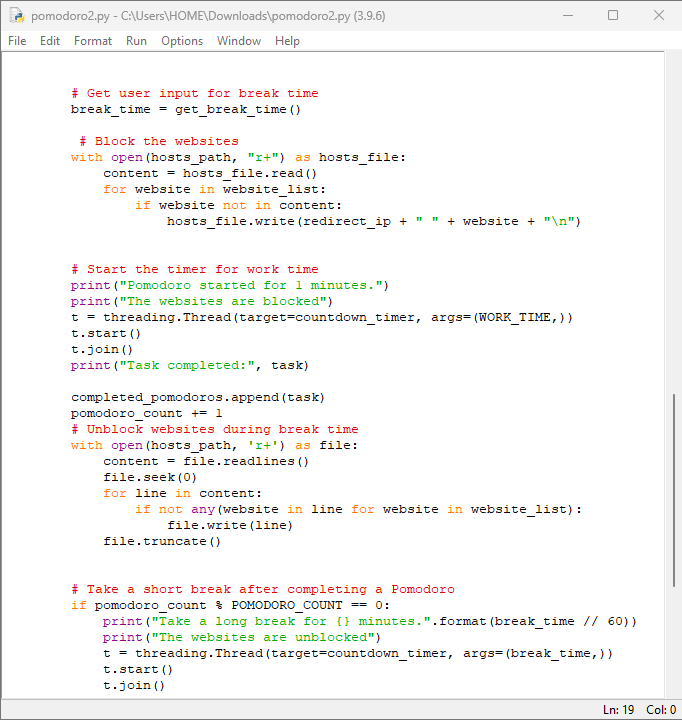 pomodoro2.py - C:\Users\HOME\Downloads\pomodoro2.py (3.9.6)
File Edit Format Run Options Window Help
# Get user input for break time
break_time = get_break_time()
# Block the websites
with open(hosts_path, "r+") as hosts_file:
content = hosts_file.read()
for website in website_list:
if website not in content:
hosts_file.write(redirect_ip + " " + website + "\n")
# Start the timer for work time
print("Pomodoro started for 1 minutes.")
print("The websites are blocked")
t = threading.Thread(target=countdown_timer, args=(WORK_TIME,))
t.start()
t.join()
print("Task completed:", task)
completed_pomodoros.append(task)
pomodoro_count += 1
# Unblock websites during break time
with open(hosts_path, 'r+') as file:
content = file.readlines()
file.seek(0)
for line in content:
if not any(website in line for website in website_list):
file.write(line)
file.truncate()
# Take a short break after completing a Pomodoro
if pomodoro_count % POMODORO_COUNT == 0:
print("Take a long break for {} minutes.".format(break_time // 60))
print("The websites are unblocked")
t = threading.Thread(target=countdown_timer, args=(break_time,))
t.start()
t.join()
Ln: 19 Col: 0